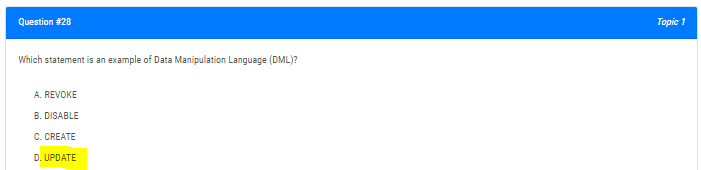 Question #28 Topic 1
Which statement is an example of Data Manipulation Language (DML)?
A. REVOKE
B. DISABLE
C. CREATE
D. UPDATE